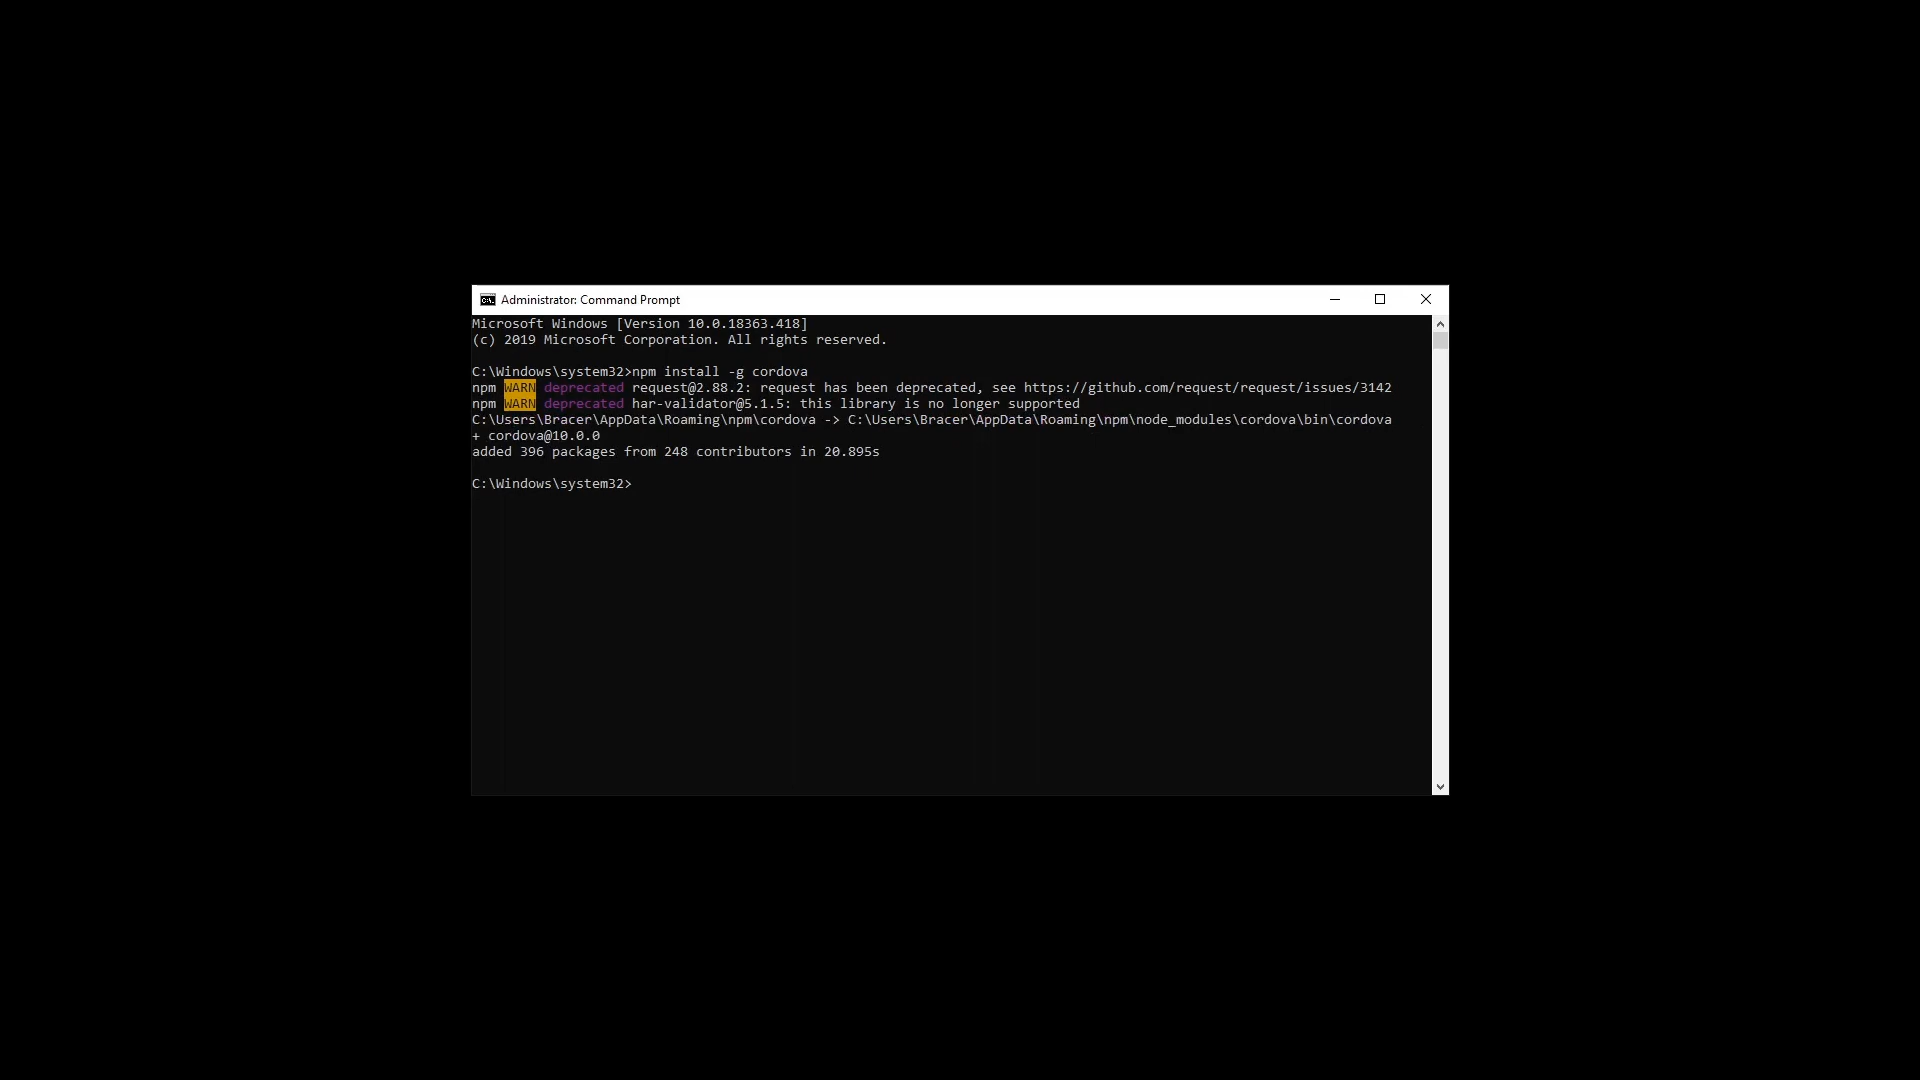 Administrator: Command Prompt
Microsoft Windows [Version 10.0.18363.418]
(c) 2019 Microsoft Corporation. All rights reserved.
C:\Windows\system32>npm install -g cordova
npm WARN deprecated request@2.88.2: request has been deprecated, see https://github.com/request/request/issues/3142
npm WARN deprecated har-validator@5.1.5: this library is no longer supported
C:\Users\Bracer\AppData\Roaming\npm\cordova -> C:\Users\Bracer\AppData\Roaming\npm\node_modules\cordova\bin\cordova
+ cordova@10.0.0
added 396 packages from 248 contributors in 20.895s
C:\Windows\system32>